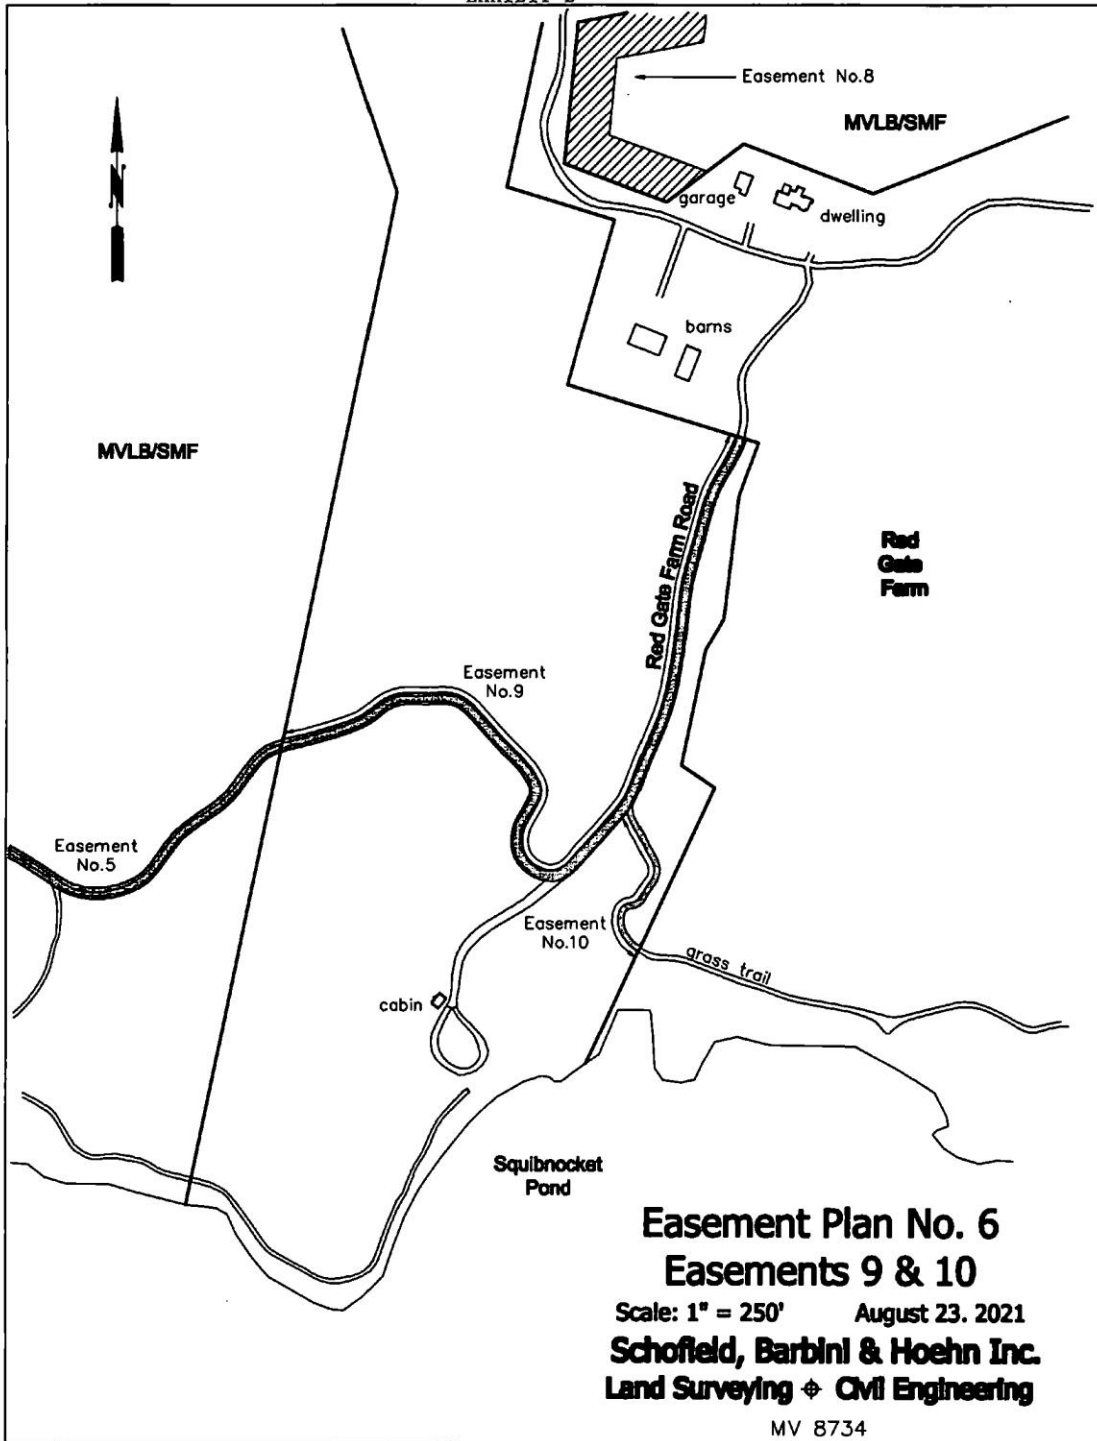 Easement No.8
MVLB/SMF
N
garage
dwelling
barns
MVLB/SMF
Red Gate Farm Road
Red
Gate
Farm
Easement
No.9
Easement
No.5
Easement
No.10
grass trail
cabin
Squibnocket
Pond
Easement Plan No. 6
Easements 9 & 10
Scale: 1" = 250' August 23. 2021
Schofield, Barbini & Hoehn Inc.
Land Surveying ⌖ Civil Engineering
MV 8734